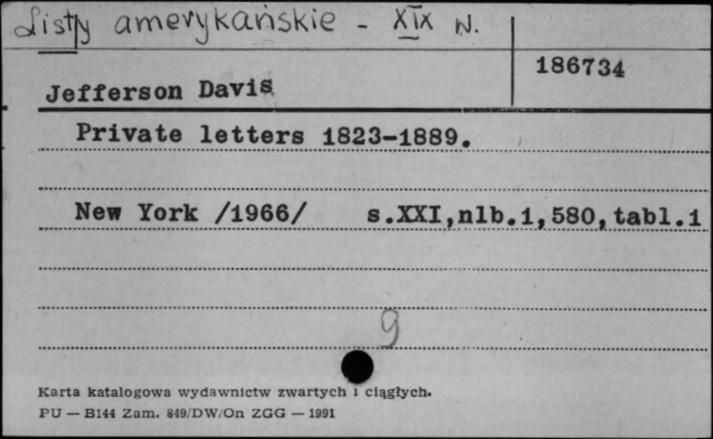 Listy amerykańskie - XIX w.
186734
Jefferson Davis
Private letters 1823-1889.
New York /1966/ s.XXI,nlb.1,580,tabl.1
9
Karta katalogowa wydawnictw zwartych i ciągłych.
PU — B144 Zam. 849/DW/On ZGG — 1991